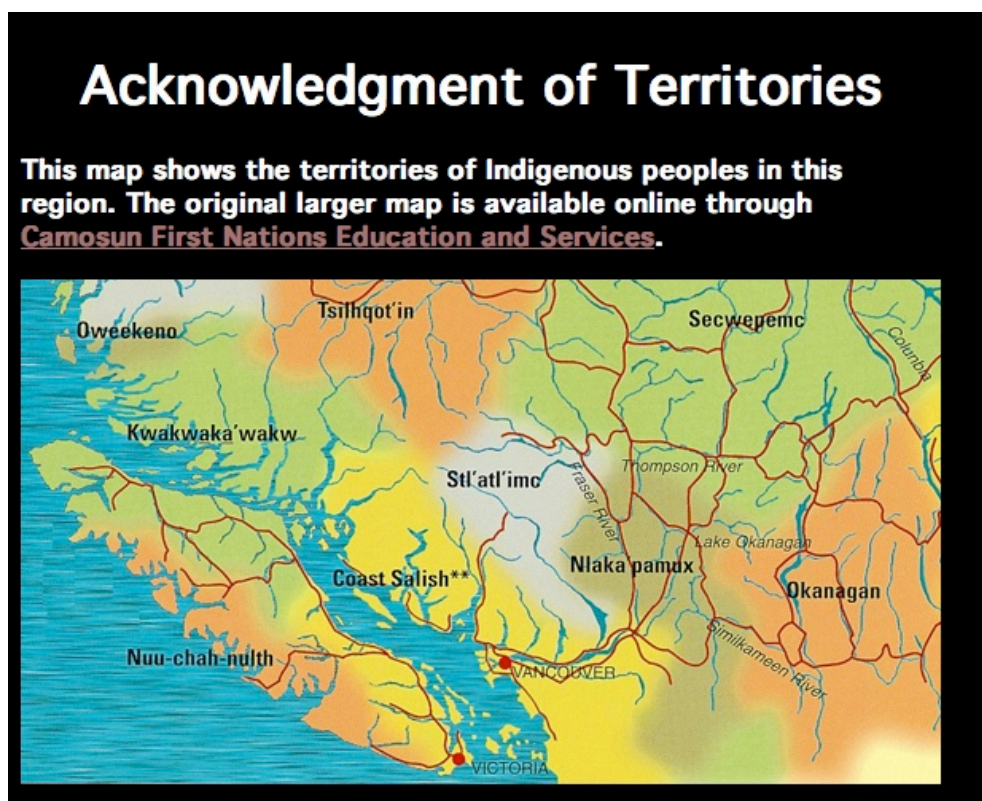 Acknowledgment of Territories
This map shows the territories of Indigenous peoples in this
region. The original larger map is available online through
Camosun First Nations Education and Services.
Tsilhqot'in
Oweekeno
Secwepemc
Columbia
Kwakwaka'wakw
Stl'atl'imc
Thompson River
Fraser River
Lake Okanagan
Nlaka'pamux
Coast Salish**
Okanagan
Similkameen River
Nuu-chah-nulth
VANCOUVER
VICTORIA